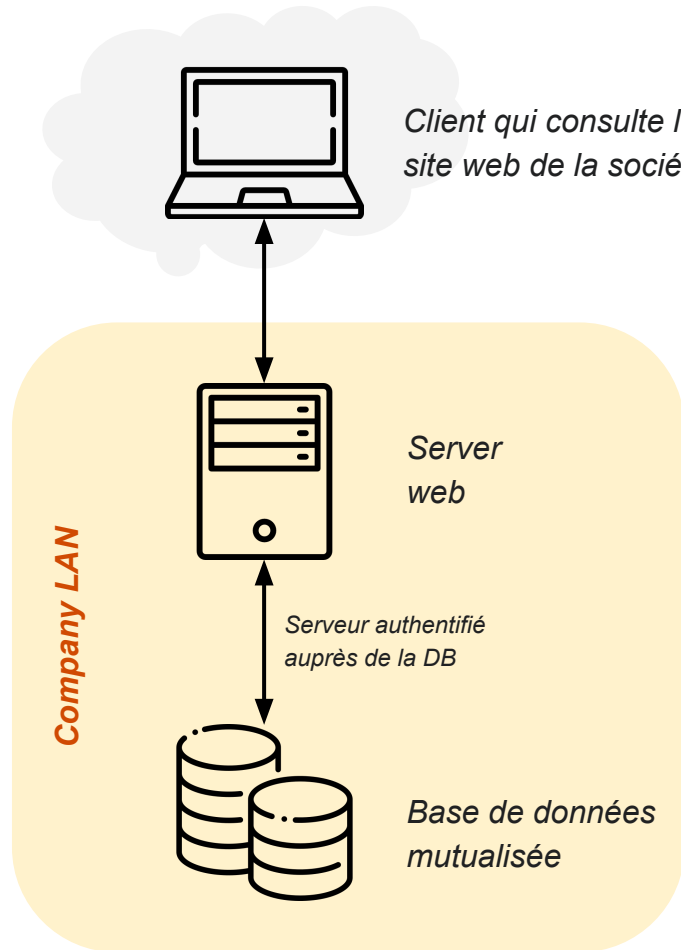 Client qui consulte l
site web de la socié
Server
web
Company LAN
Serveur authentifié
auprès de la DB
Base de données
mutualisée